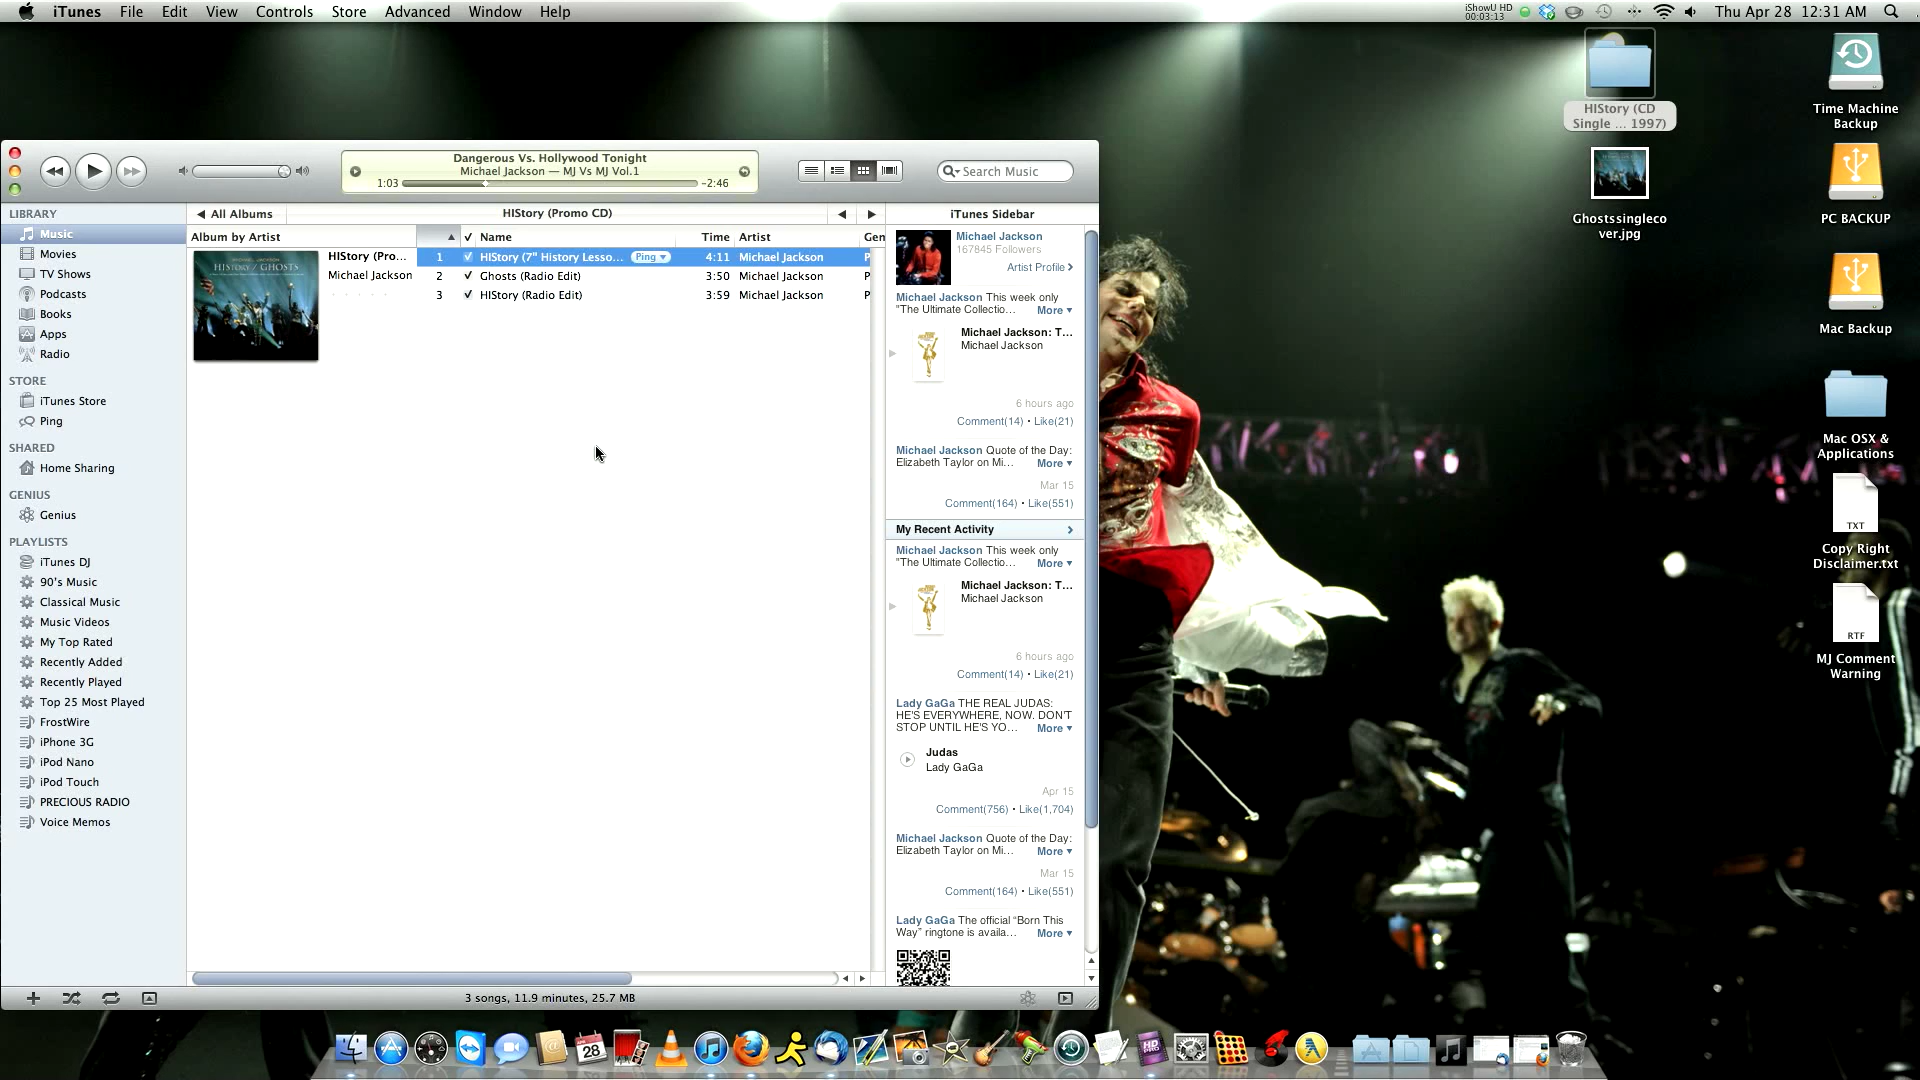 iTunes File Edit View Controls Store Advanced Window Help
iShowU HD
00:03:13
Thu Apr 28 12:31 AM
HIStory (CD
Single ... 1997)
Time Machine
Backup
Ghostssingleco
ver.jpg
PC BACKUP
Mac Backup
Mac OSX &
Applications
TXT
Copy Right
Disclaimer.txt
RTF
MJ Comment
Warning
Dangerous Vs. Hollywood Tonight
Michael Jackson — MJ Vs MJ Vol.1
1:03
-2:46
Search Music
LIBRARY
Music
Movies
TV Shows
Podcasts
Books
Apps
Radio
STORE
iTunes Store
Ping
SHARED
Home Sharing
GENIUS
Genius
PLAYLISTS
iTunes DJ
90's Music
Classical Music
Music Videos
My Top Rated
Recently Added
Recently Played
Top 25 Most Played
FrostWire
iPhone 3G
iPod Nano
iPod Touch
PRECIOUS RADIO
Voice Memos
All Albums
HIStory (Promo CD)
Album by Artist
Name Time Artist Gen
HIStory (Pro...
Michael Jackson
1 HIStory (7" History Lesso... Ping 4:11 Michael Jackson P
2 Ghosts (Radio Edit) 3:50 Michael Jackson P
3 HIStory (Radio Edit) 3:59 Michael Jackson P
iTunes Sidebar
Michael Jackson
167845 Followers
Artist Profile
Michael Jackson This week only
"The Ultimate Collectio... More
Michael Jackson: T...
Michael Jackson
6 hours ago
Comment(14) • Like(21)
Michael Jackson Quote of the Day:
Elizabeth Taylor on Mi... More
Mar 15
Comment(164) • Like(551)
My Recent Activity
Michael Jackson This week only
"The Ultimate Collectio... More
Michael Jackson: T...
Michael Jackson
6 hours ago
Comment(14) • Like(21)
Lady GaGa THE REAL JUDAS:
HE'S EVERYWHERE, NOW. DON'T
STOP UNTIL HE'S YO... More
Judas
Lady GaGa
Apr 15
Comment(756) • Like(1,704)
Michael Jackson Quote of the Day:
Elizabeth Taylor on Mi... More
Mar 15
Comment(164) • Like(551)
Lady GaGa The official “Born This
Way” ringtone is availa... More
3 songs, 11.9 minutes, 25.7 MB
28
HD